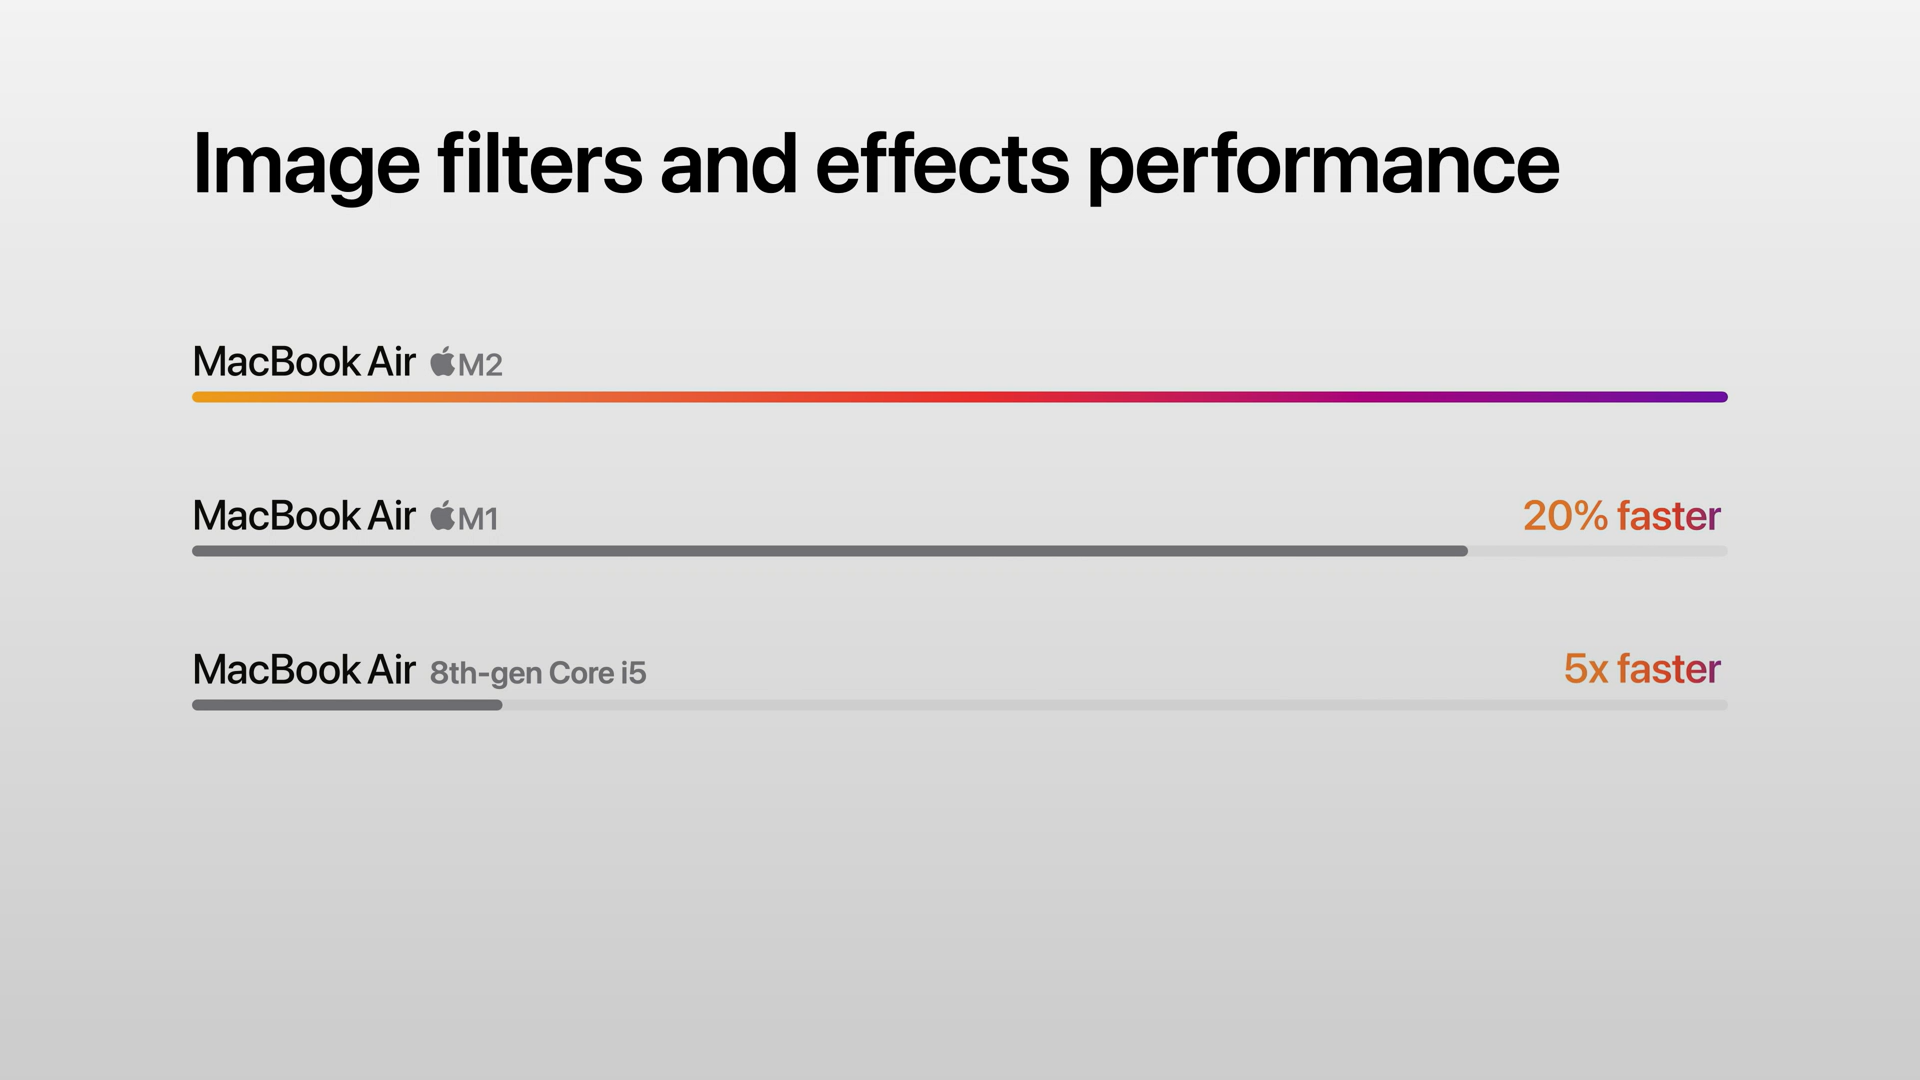 Image filters and effects performance
MacBook Air M2
MacBook Air M1
20% faster
MacBook Air 8th-gen Core i5
5x faster